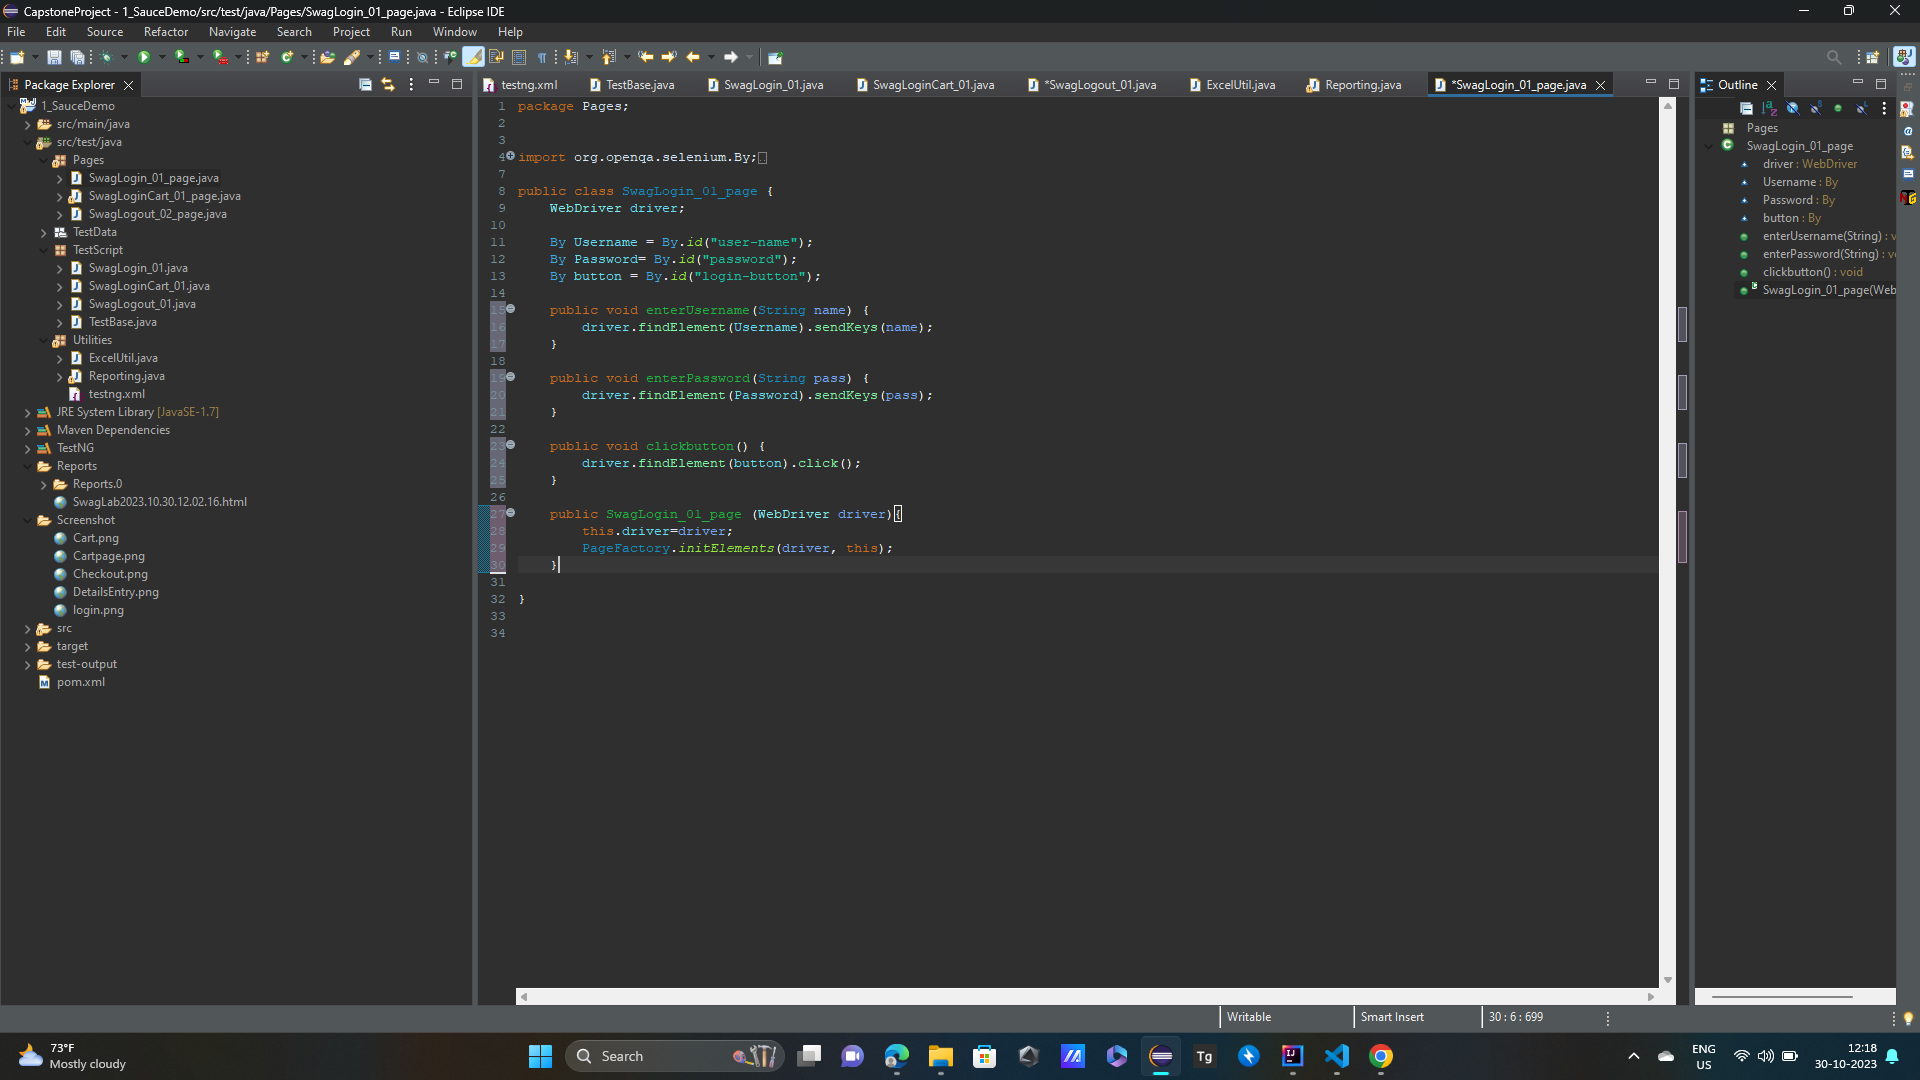 CapstoneProject - 1_SauceDemo/src/test/java/Pages/SwagLogin_01_page.java - Eclipse IDE
File Edit Source Refactor Navigate Search Project Run Window Help
Package Explorer
1_SauceDemo
src/main/java
src/test/java
Pages
SwagLogin_01_page.java
SwagLoginCart_01_page.java
SwagLogout_02_page.java
TestData
TestScript
SwagLogin_01.java
SwagLoginCart_01.java
SwagLogout_01.java
TestBase.java
Utilities
ExcelUtil.java
Reporting.java
testng.xml
JRE System Library [JavaSE-1.7]
Maven Dependencies
TestNG
Reports
Reports.0
SwagLab2023.10.30.12.02.16.html
Screenshot
Cart.png
Cartpage.png
Checkout.png
DetailsEntry.png
login.png
src
target
test-output
pom.xml
testng.xml TestBase.java SwagLogin_01.java SwagLoginCart_01.java *SwagLogout_01.java ExcelUtil.java Reporting.java *SwagLogin_01_page.java
1 package Pages;
2
3
4 import org.openqa.selenium.By;
7
8 public class SwagLogin_01_page {
9 WebDriver driver;
10
11 By Username = By.id("user-name");
12 By Password= By.id("password");
13 By button = By.id("login-button");
14
15 public void enterUsername(String name) {
16 driver.findElement(Username).sendKeys(name);
17 }
18
19 public void enterPassword(String pass) {
20 driver.findElement(Password).sendKeys(pass);
21 }
22
23 public void clickbutton() {
24 driver.findElement(button).click();
25 }
26
27 public SwagLogin_01_page (WebDriver driver){
28 this.driver=driver;
29 PageFactory.initElements(driver, this);
30 }
31
32 }
33
34
Outline
Pages
SwagLogin_01_page
driver : WebDriver
Username : By
Password : By
button : By
enterUsername(String) : v
enterPassword(String) : v
clickbutton() : void
SwagLogin_01_page(Web
Writable Smart Insert 30 : 6 : 699
73°F
Mostly cloudy
Search
Tg
ENG
US
12:18
30-10-2023